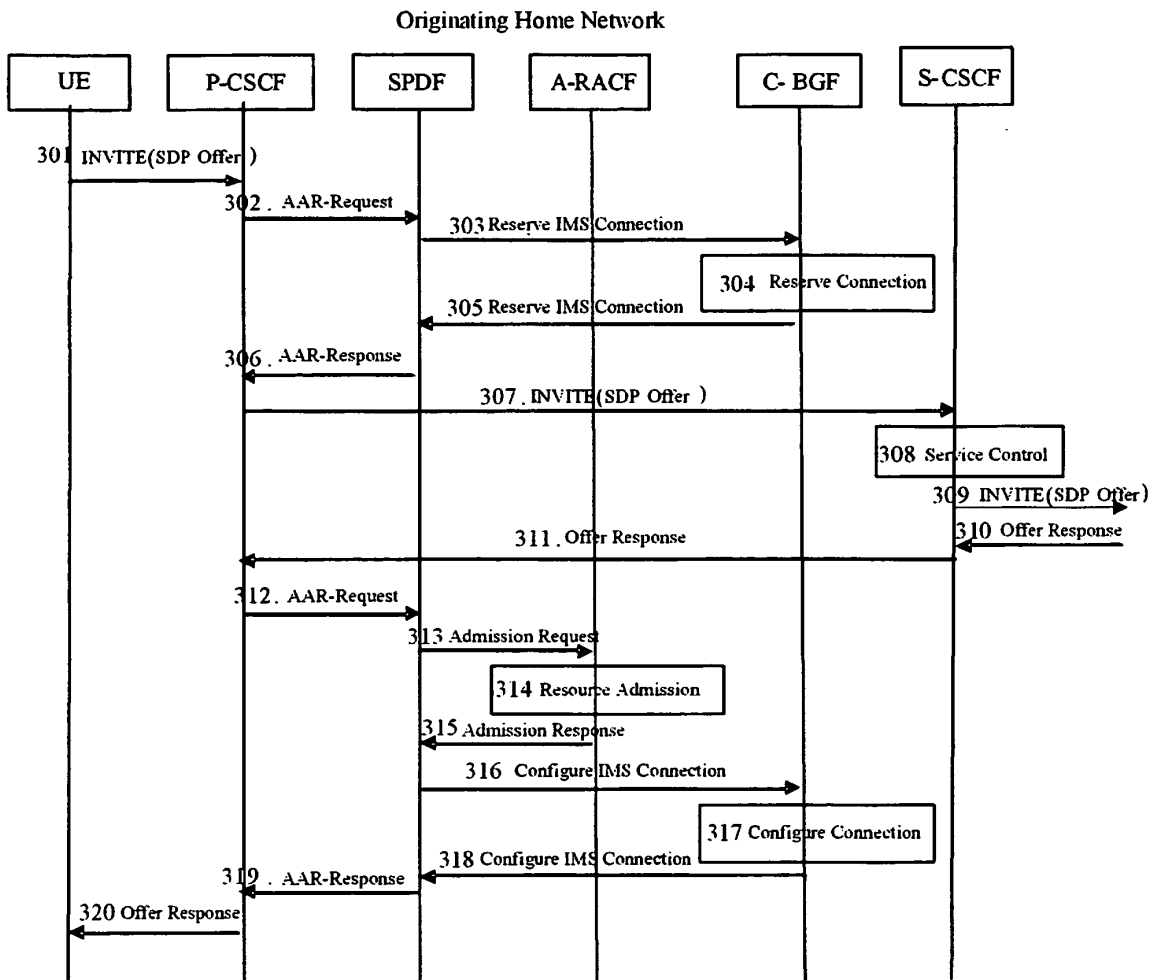 Originating Home Network
UE
P-CSCF
SPDF
A-RACF
C- BGF
S-CSCF
301 INVITE(SDP Offer )
302. AAR-Request
303 Reserve IMS Connection
304 Reserve Connection
305 Reserve IMS Connection
306. AAR-Response
307. INVITE(SDP Offer )
308 Service Control
309 INVITE(SDP Offer)
310 Offer Response
311. Offer Response
312. AAR-Request
313 Admission Request
314 Resource Admission
315 Admission Response
316 Configure IMS Connection
317 Configure Connection
318 Configure IMS Connection
319. AAR-Response
320 Offer Response